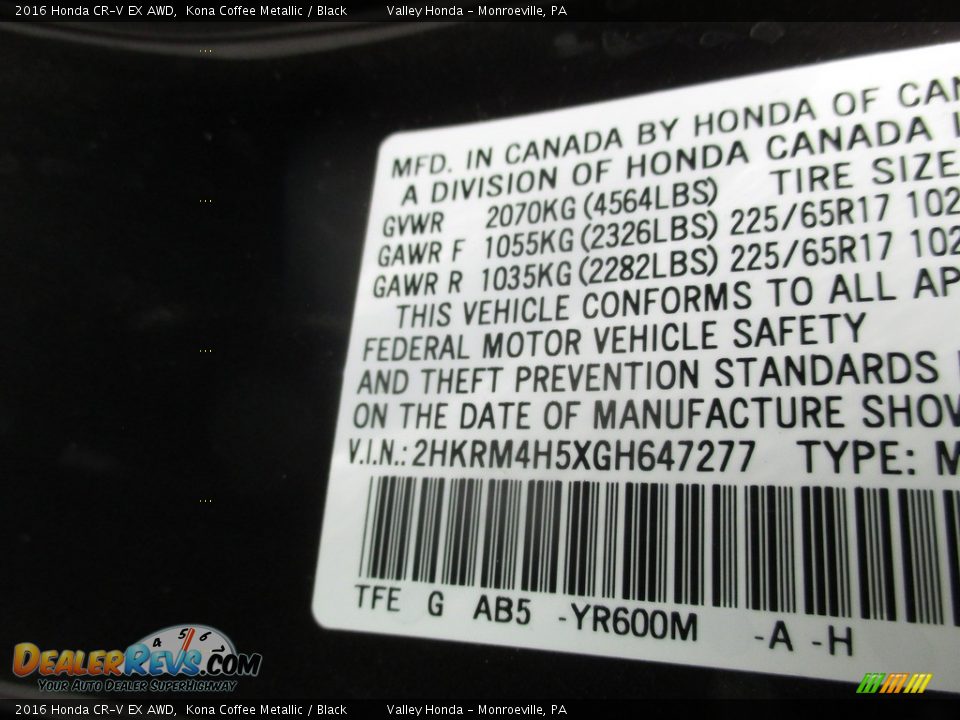 2016 Honda CR-V EX AWD, Kona Coffee Metallic / Black Valley Honda - Monroeville, PA
MFD. IN CANADA BY HONDA OF CAN
A DIVISION OF HONDA CANADA
GVWR 2070KG (4564LBS) TIRE SIZE
GAWR F 1055KG (2326LBS) 225/65R17 102
GAWR R 1035KG (2282LBS) 225/65R17 102
THIS VEHICLE CONFORMS TO ALL AP
FEDERAL MOTOR VEHICLE SAFETY
AND THEFT PREVENTION STANDARDS
ON THE DATE OF MANUFACTURE SHOW
V.I.N.: 2HKRM4H5XGH647277 TYPE: M
TFE G AB5 -YR600M -A -H
4 5 6
DEALERREVS.COM
Your Auto Dealer SuperHighway
2016 Honda CR-V EX AWD, Kona Coffee Metallic / Black Valley Honda - Monroeville, PA